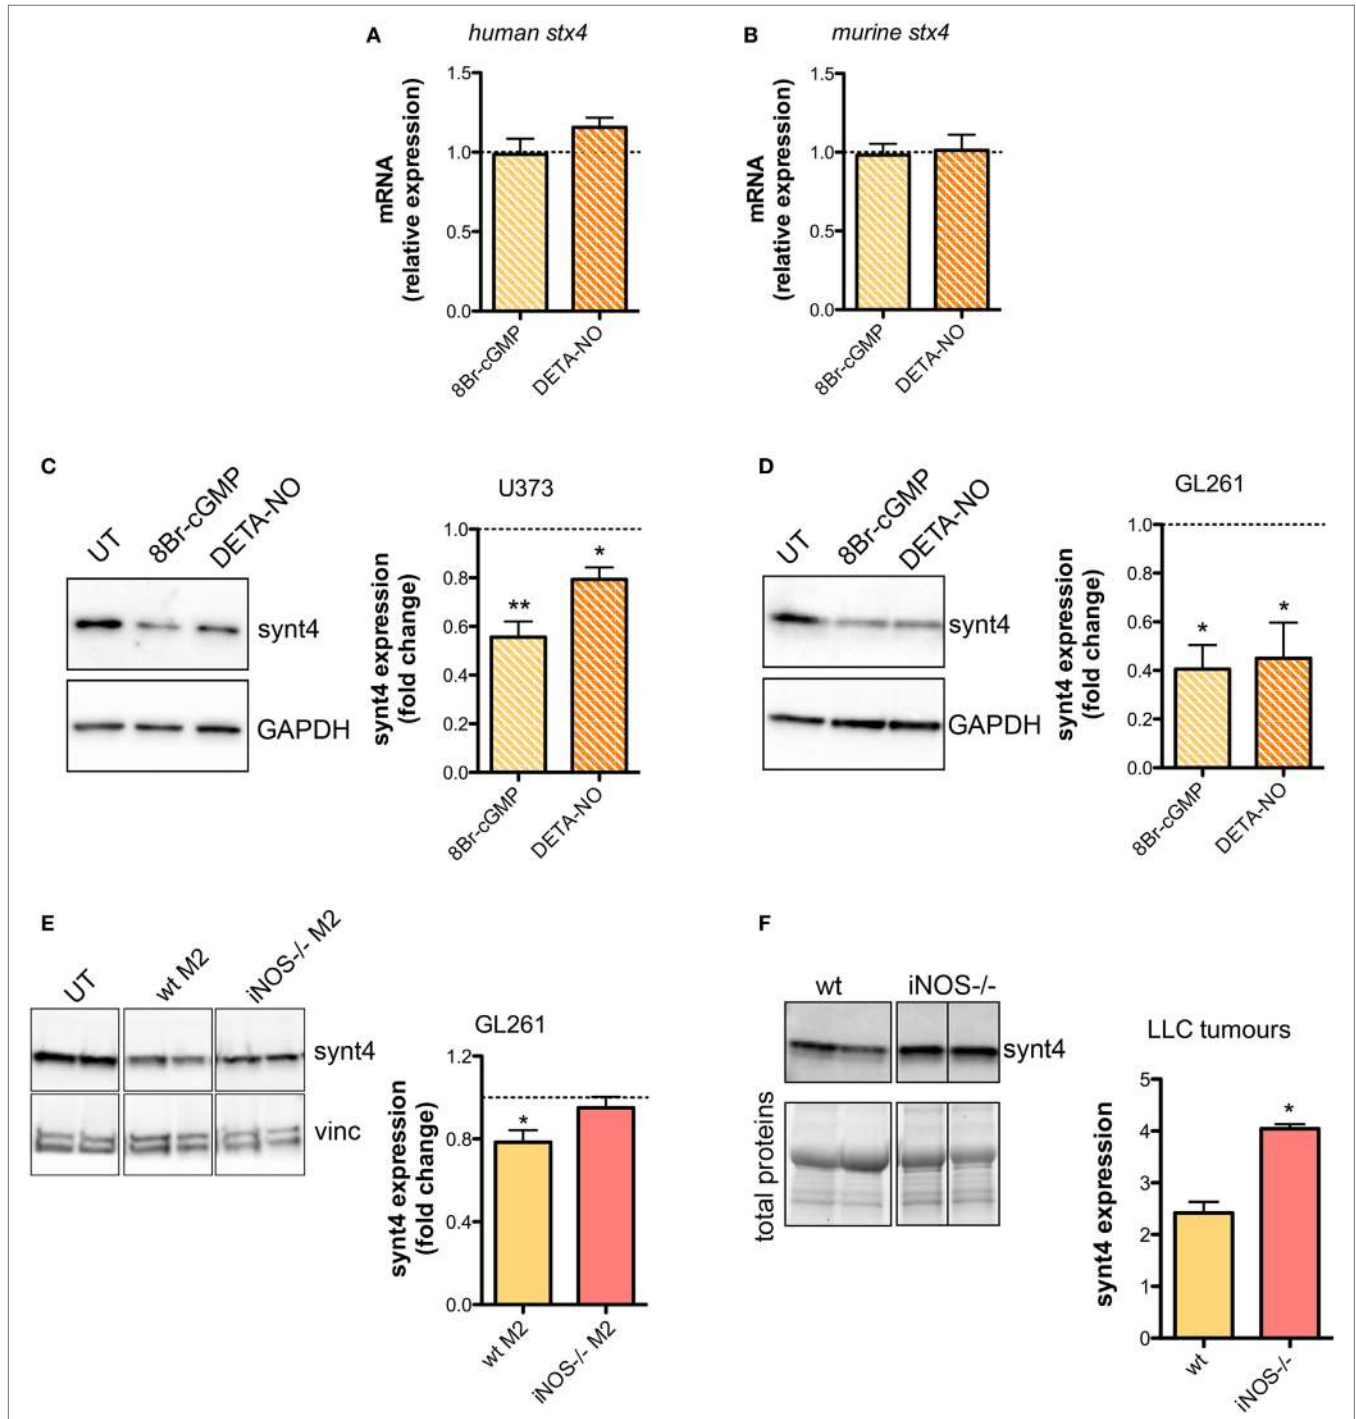 A
human stx4
B
murine stx4
mRNA
(relative expression)
1.5
1.0
0.5
0.0
8Br-cGMP
DETA-NO
mRNA
(relative expression)
1.5
1.0
0.5
0.0
8Br-cGMP
DETA-NO
C
UT
8Br-cGMP
DETA-NO
synt4
GAPDH
U373
synt4 expression
(fold change)
1.0
0.8
0.6
0.4
0.2
0.0
**
*
8Br-cGMP
DETA-NO
D
UT
8Br-cGMP
DETA-NO
synt4
GAPDH
GL261
synt4 expression
(fold change)
1.0
0.8
0.6
0.4
0.2
0.0
*
*
8Br-cGMP
DETA-NO
E
UT
wt M2
iNOS-/- M2
synt4
vinc
GL261
synt4 expression
(fold change)
1.2
0.8
0.4
0.0
*
wt M2
iNOS-/- M2
F
wt
iNOS-/-
synt4
total proteins
LLC tumours
synt4 expression
5
4
3
2
1
0
*
wt
iNOS-/-